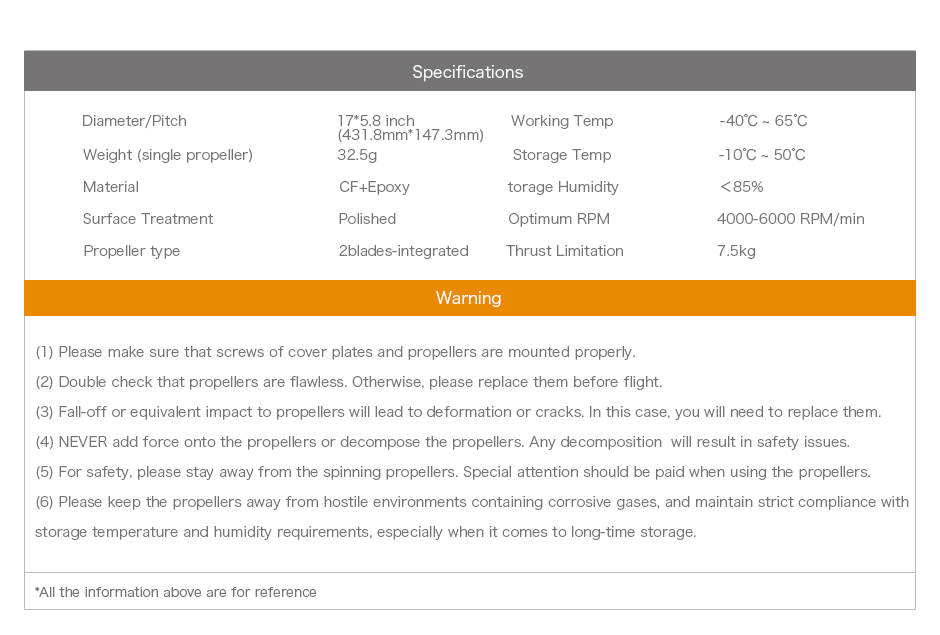 Specifications
Diameter/Pitch 17*5.8 inch Working Temp -40℃ ~ 65℃
(431.8mm*147.3mm)
Weight (single propeller) 32.5g Storage Temp -10℃ ~ 50℃
Material CF+Epoxy torage Humidity ＜85%
Surface Treatment Polished Optimum RPM 4000-6000 RPM/min
Propeller type 2blades-integrated Thrust Limitation 7.5kg
Warning
(1) Please make sure that screws of cover plates and propellers are mounted properly.
(2) Double check that propellers are flawless. Otherwise, please replace them before flight.
(3) Fall-off or equivalent impact to propellers will lead to deformation or cracks. In this case, you will need to replace them.
(4) NEVER add force onto the propellers or decompose the propellers. Any decomposition will result in safety issues.
(5) For safety, please stay away from the spinning propellers. Special attention should be paid when using the propellers.
(6) Please keep the propellers away from hostile environments containing corrosive gases, and maintain strict compliance with
storage temperature and humidity requirements, especially when it comes to long-time storage.
*All the information above are for reference